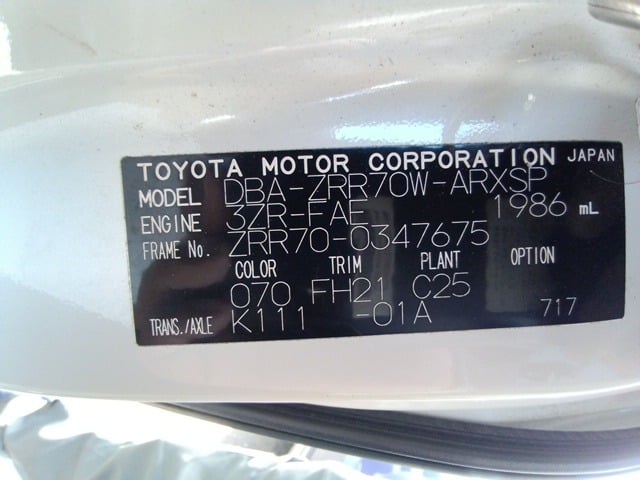 TOYOTA MOTOR CORPORATION JAPAN
MODEL DBA-ZRR70W-ARXSP
ENGINE 3ZR-FAE 1986 mL
FRAME No. ZRR70-0347675
COLOR TRIM PLANT OPTION
070 FH21 C25
TRANS./AXLE K111 -01A 717